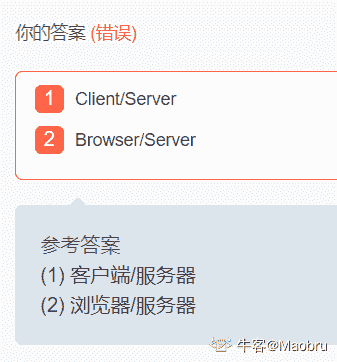 你的答案 (错误)
1 Client/Server
2 Browser/Server
参考答案
(1) 客户端/服务器
(2) 浏览器/服务器
牛客@Maobru